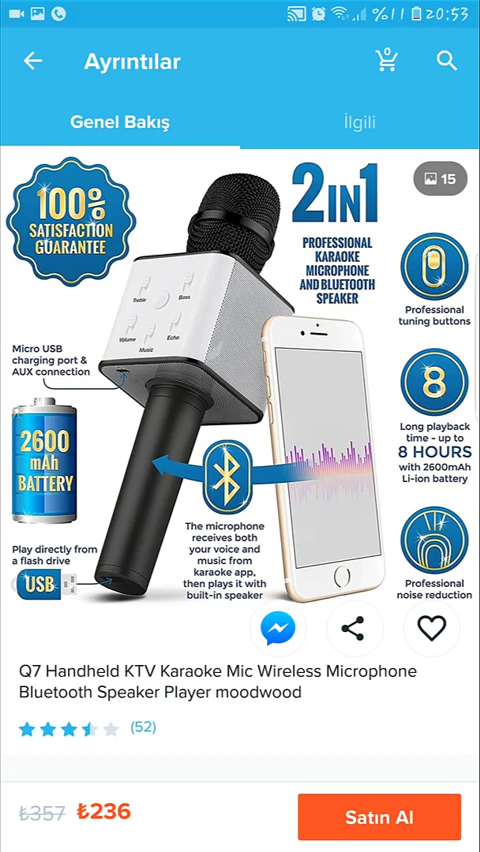 %11 20:53
Ayrıntılar
0
Genel Bakış
İlgili
15
100%
SATISFACTION
GUARANTEE
2 IN 1
PROFESSIONAL
KARAOKE
MICROPHONE
AND BLUETOOTH
SPEAKER
Treble
Bass
Volume
Echo
Music
Professional
tuning buttons
Micro USB
charging port &
AUX connection
8
Long playback
time - up to
8 HOURS
with 2600mAh
Li-ion battery
2600
mAh
BATTERY
The microphone
receives both
your voice and
music from
karaoke app,
then plays it with
built-in speaker
Play directly from
a flash drive
USB
Professional
noise reduction
Q7 Handheld KTV Karaoke Mic Wireless Microphone
Bluetooth Speaker Player moodwood
(52)
₺357 ₺236
Satın Al